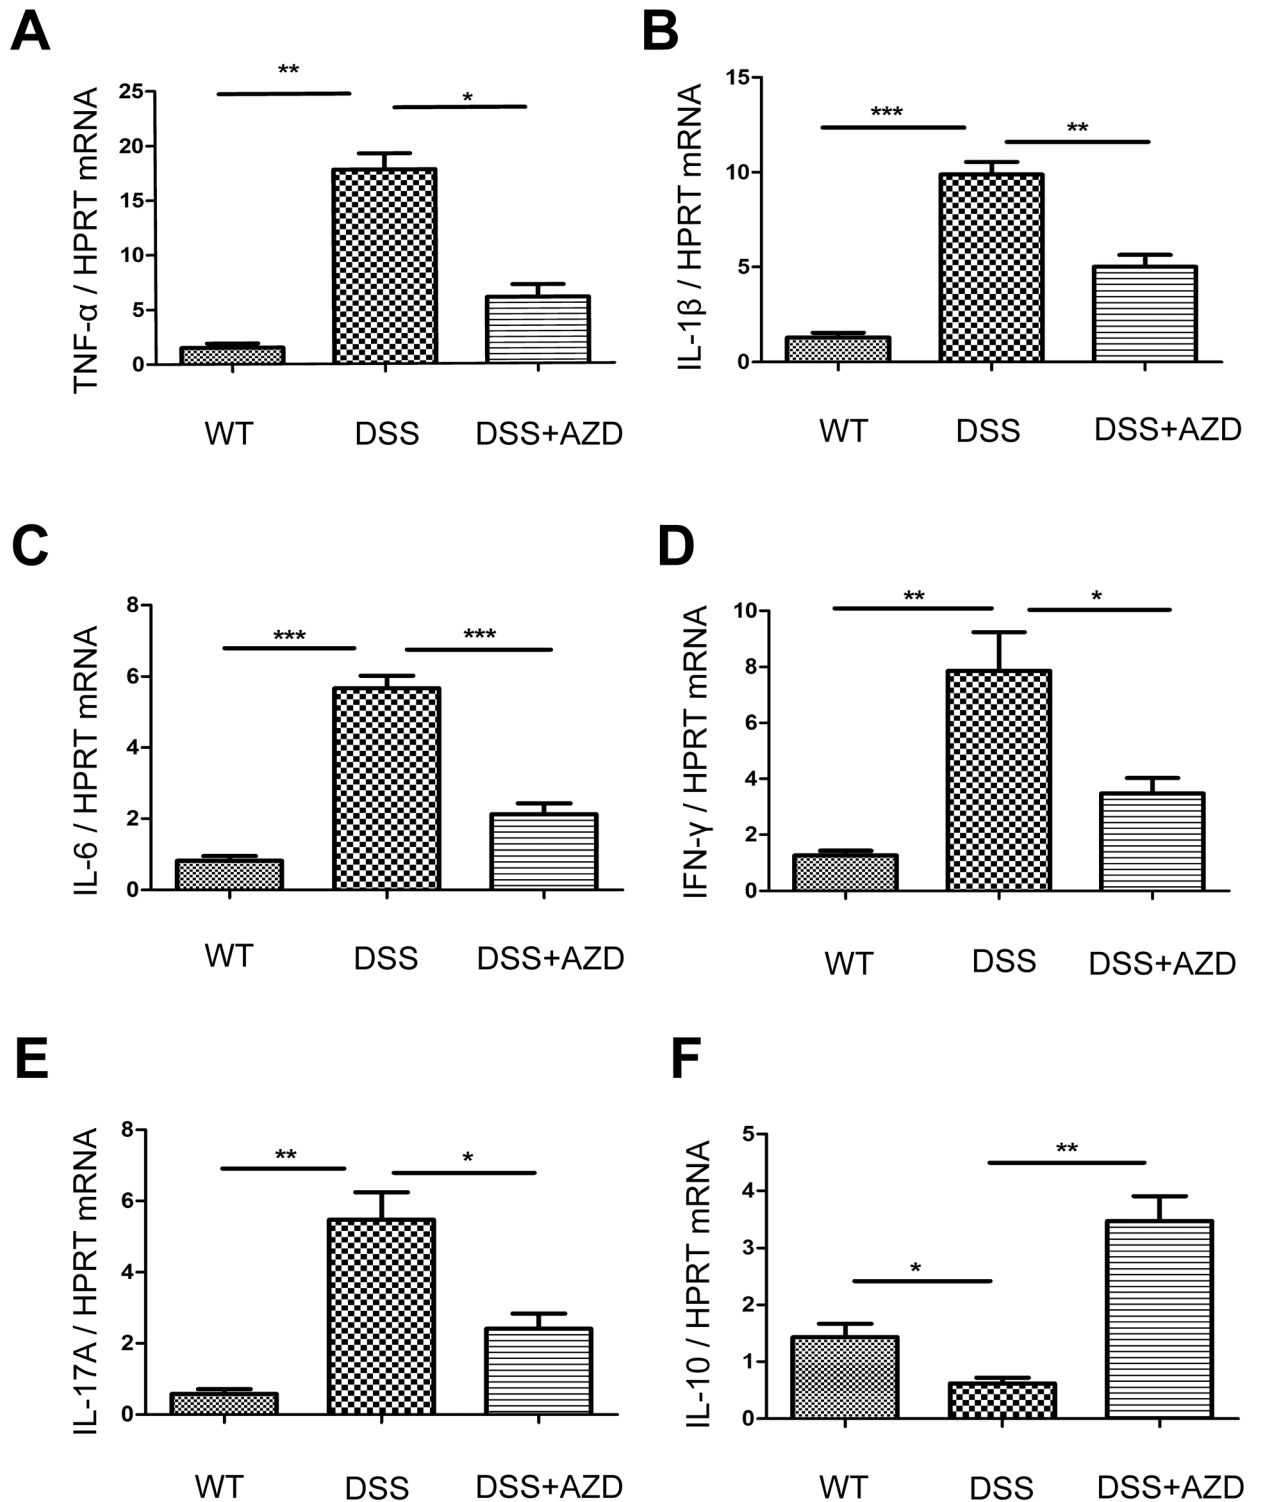 A
TNF-α / HPRT mRNA
25
20
15
10
5
0
**
*
WT DSS DSS+AZD
B
IL-1β / HPRT mRNA
15
10
5
0
***
**
WT DSS DSS+AZD
C
IL-6 / HPRT mRNA
8
6
4
2
0
***
***
WT DSS DSS+AZD
D
IFN-γ / HPRT mRNA
10
8
6
4
2
0
**
*
WT DSS DSS+AZD
E
IL-17A / HPRT mRNA
8
6
4
2
0
**
*
WT DSS DSS+AZD
F
IL-10 / HPRT mRNA
5
4
3
2
1
0
*
**
WT DSS DSS+AZD